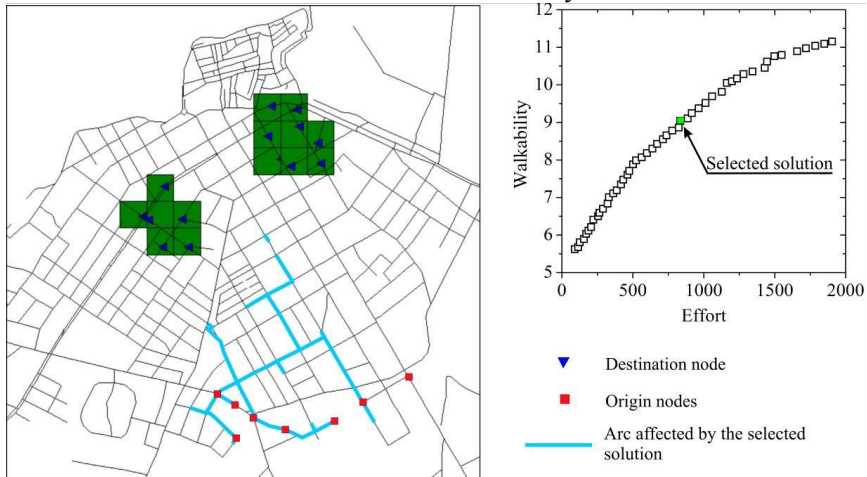 12
11
10
9
8
7
6
5
Walkability
Selected solution
0 500 1000 1500 2000
Effort
Destination node
Origin nodes
Arc affected by the selected
solution